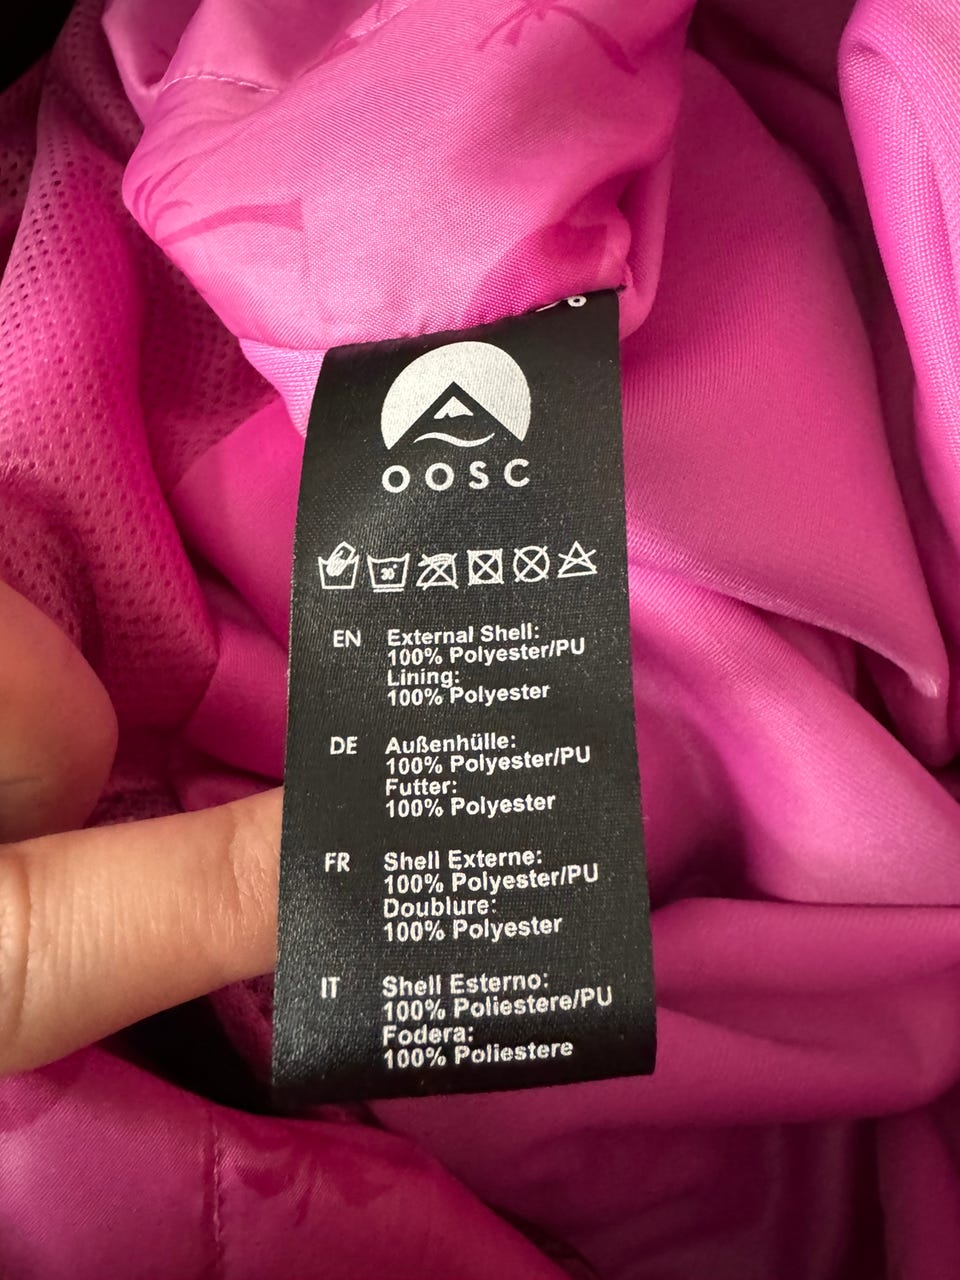 OOSC
30°
EN External Shell:
100% Polyester/PU
Lining:
100% Polyester
DE Außenhülle:
100% Polyester/PU
Futter:
100% Polyester
FR Shell Externe:
100% Polyester/PU
Doublure:
100% Polyester
IT Shell Esterno:
100% Poliestere/PU
Fodera:
100% Poliestere